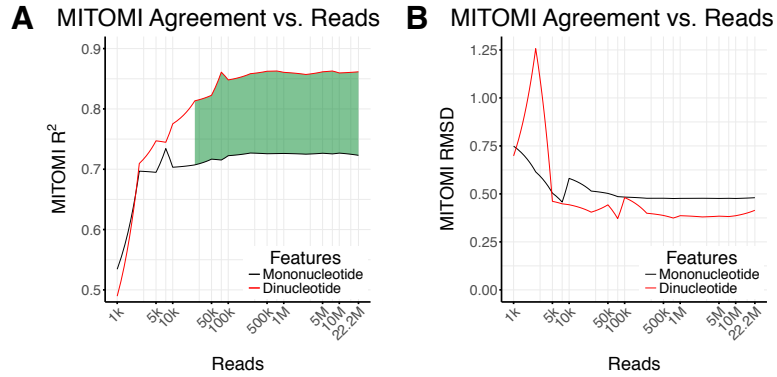 A
MITOMI Agreement vs. Reads
MITOMI R²
0.9
0.8
0.7
0.6
0.5
Features
Mononucleotide
Dinucleotide
1k
5k
10k
50k
100k
500k
1M
5M
10M
22.2M
Reads
B
MITOMI Agreement vs. Reads
MITOMI RMSD
1.25
1.00
0.75
0.50
0.25
0.00
Features
Mononucleotide
Dinucleotide
1k
5k
10k
50k
100k
500k
1M
5M
10M
22.2M
Reads